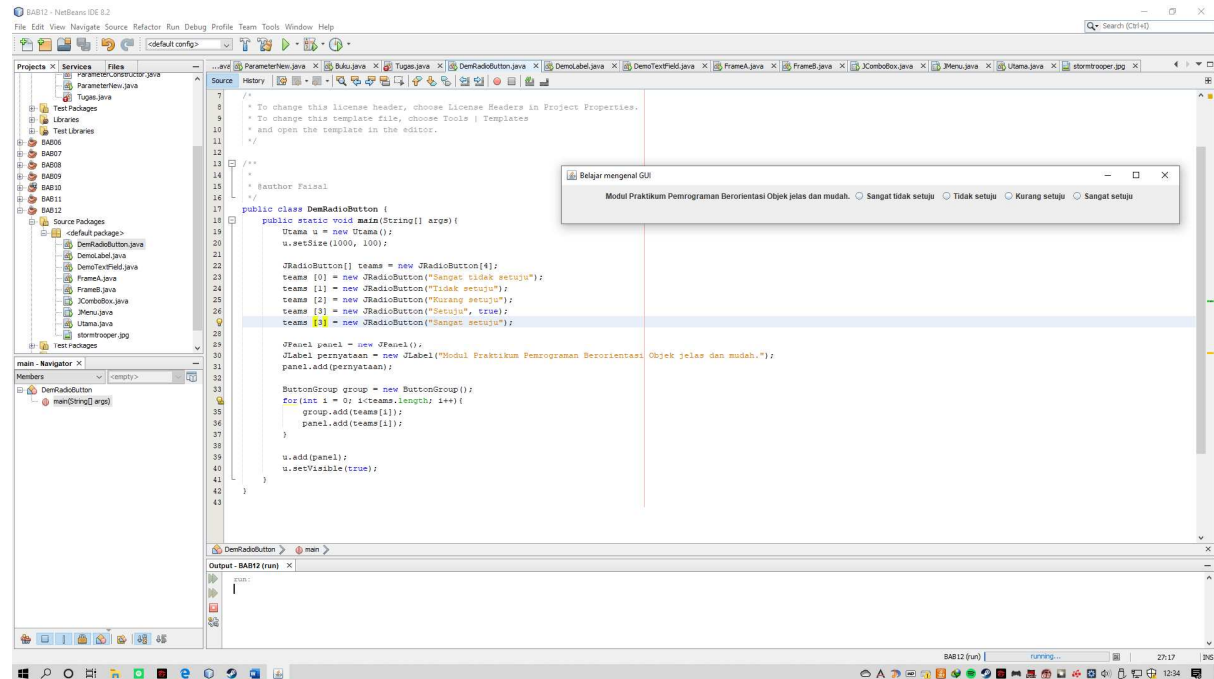 BAB12 - NetBeans IDE 8.2
File Edit View Navigate Source Refactor Run Debug Profile Team Tools Window Help
Search (Ctrl+I)
<default config>
Projects Services Files
...ava ParameterNew.java Buku.java Tugas.java DemRadioButton.java DemoLabel.java DemoTextField.java FrameA.java FrameB.java JComboBox.java JMenu.java Utama.java stormtrooper.jpg
Source History
ParameterConstructor.java
ParameterNew.java
Tugas.java
Test Packages
Libraries
Test Libraries
BAB06
BAB07
BAB08
BAB09
BAB10
BAB11
BAB12
Source Packages
<default package>
DemRadioButton.java
DemoLabel.java
DemoTextField.java
FrameA.java
FrameB.java
JComboBox.java
JMenu.java
Utama.java
stormtrooper.jpg
Test Packages
main - Navigator
Members <empty>
DemRadioButton
main(String[] args)
7 /*
8 * To change this license header, choose License Headers in Project Properties.
9 * To change this template file, choose Tools | Templates
10 * and open the template in the editor.
11 */
12
13 /**
14 *
15 * @author Faisal
16 */
17 public class DemRadioButton {
18 public static void main(String[] args){
19 Utama u = new Utama();
20 u.setSize(1000, 100);
21
22 JRadioButton[] teams = new JRadioButton[4];
23 teams [0] = new JRadioButton("Sangat tidak setuju");
24 teams [1] = new JRadioButton("Tidak setuju");
25 teams [2] = new JRadioButton("Kurang setuju");
26 teams [3] = new JRadioButton("Setuju", true);
teams [3] = new JRadioButton("Sangat setuju");
28
29 JPanel panel = new JPanel();
30 JLabel pernyataan = new JLabel("Modul Praktikum Pemrograman Berorientasi Objek jelas dan mudah.");
31 panel.add(pernyataan);
32
33 ButtonGroup group = new ButtonGroup();
for(int i = 0; i<teams.length; i++){
35 group.add(teams[i]);
36 panel.add(teams[i]);
37 }
38
39 u.add(panel);
40 u.setVisible(true);
41 }
42 }
43
Belajar mengenal GUI
Modul Praktikum Pemrograman Berorientasi Objek jelas dan mudah. Sangat tidak setuju Tidak setuju Kurang setuju Sangat setuju
DemRadioButton main
Output - BAB12 (run)
run:
BAB12 (run) running... 27:17 INS
12:34